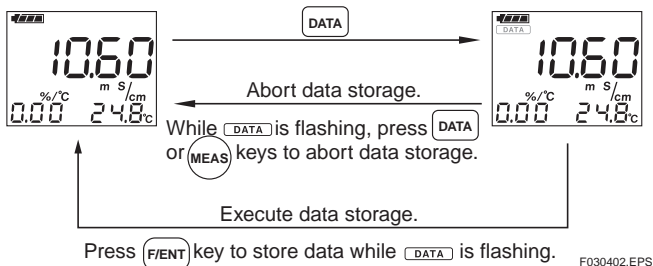 DATA
10.60
m S/cm
%/°C
0.00 24.8°C
DATA
10.60
m S/cm
%/°C
0.00 24.8°C
Abort data storage.
While DATA is flashing, press DATA
or MEAS keys to abort data storage.
Execute data storage.
Press F/ENT key to store data while DATA is flashing.
F030402.EPS